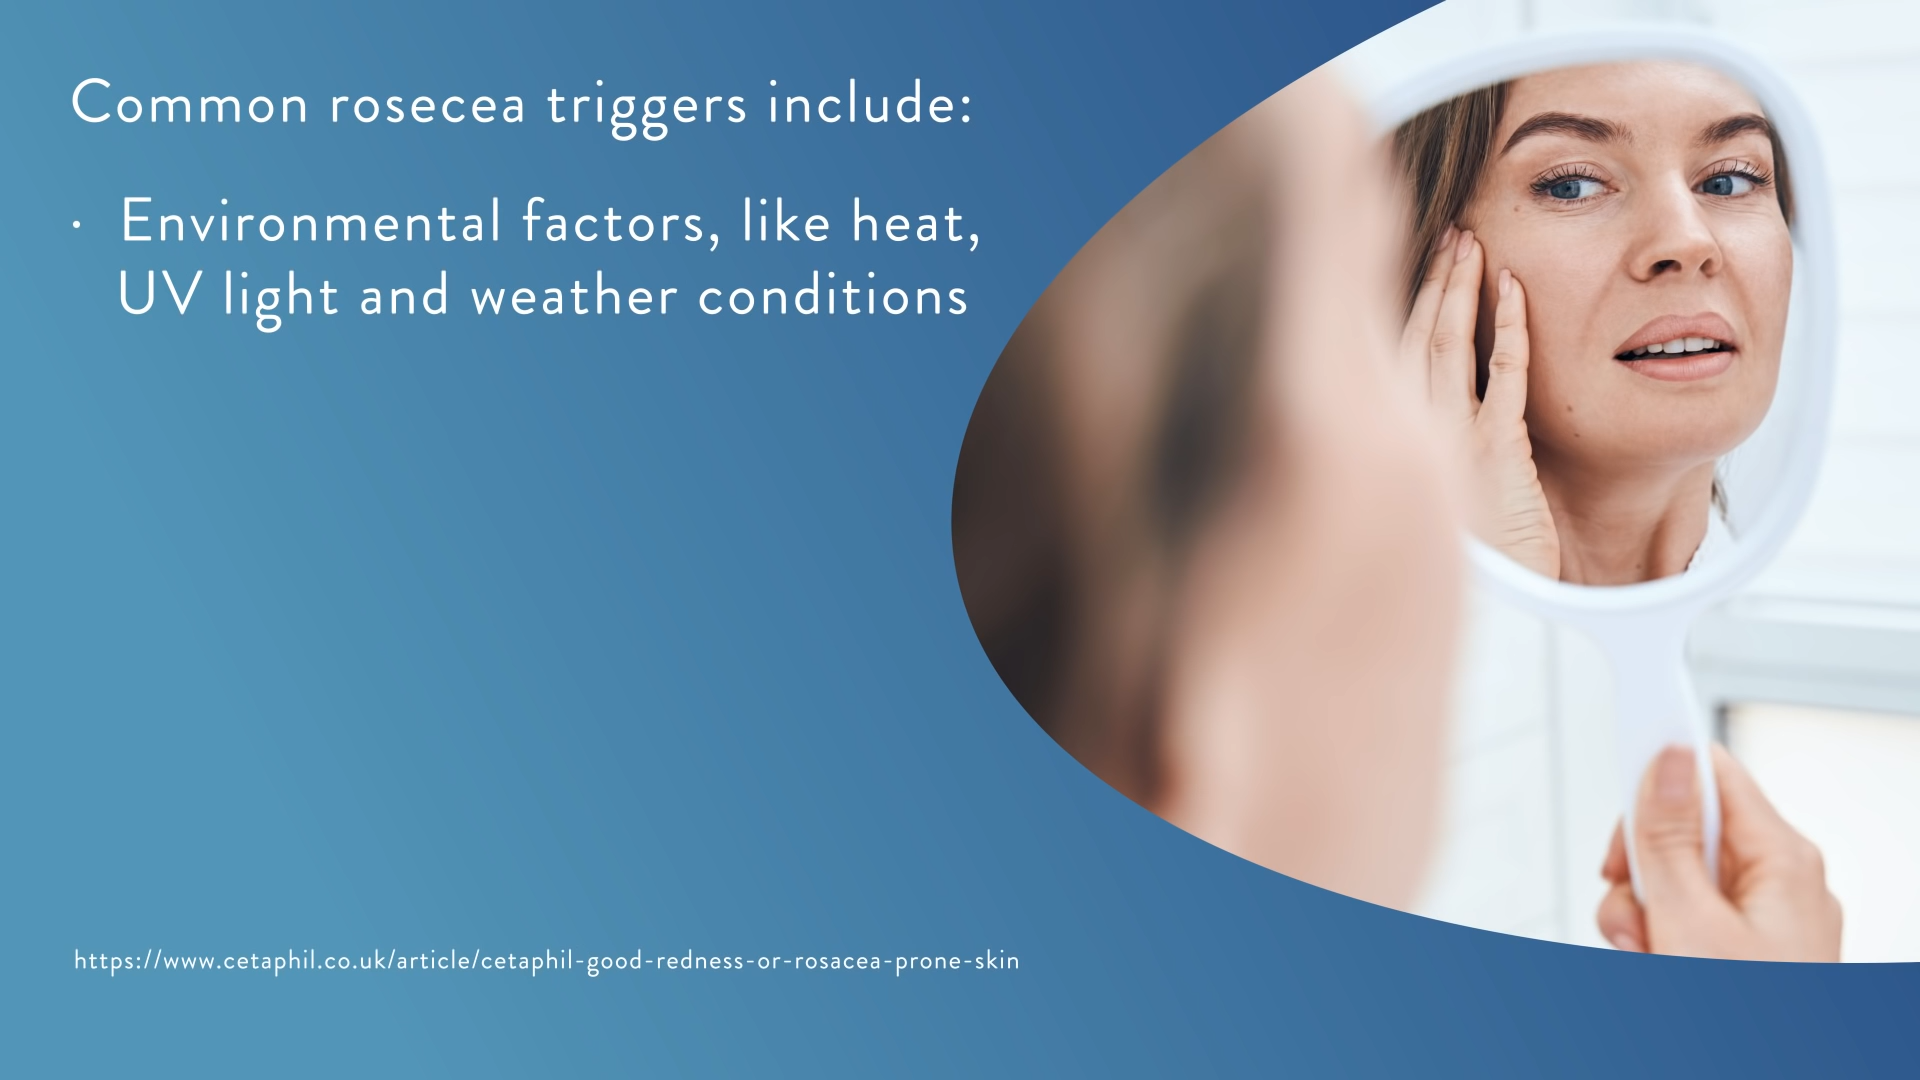 Common rosecea triggers include:
· Environmental factors, like heat,
UV light and weather conditions
https://www.cetaphil.co.uk/article/cetaphil-good-redness-or-rosacea-prone-skin